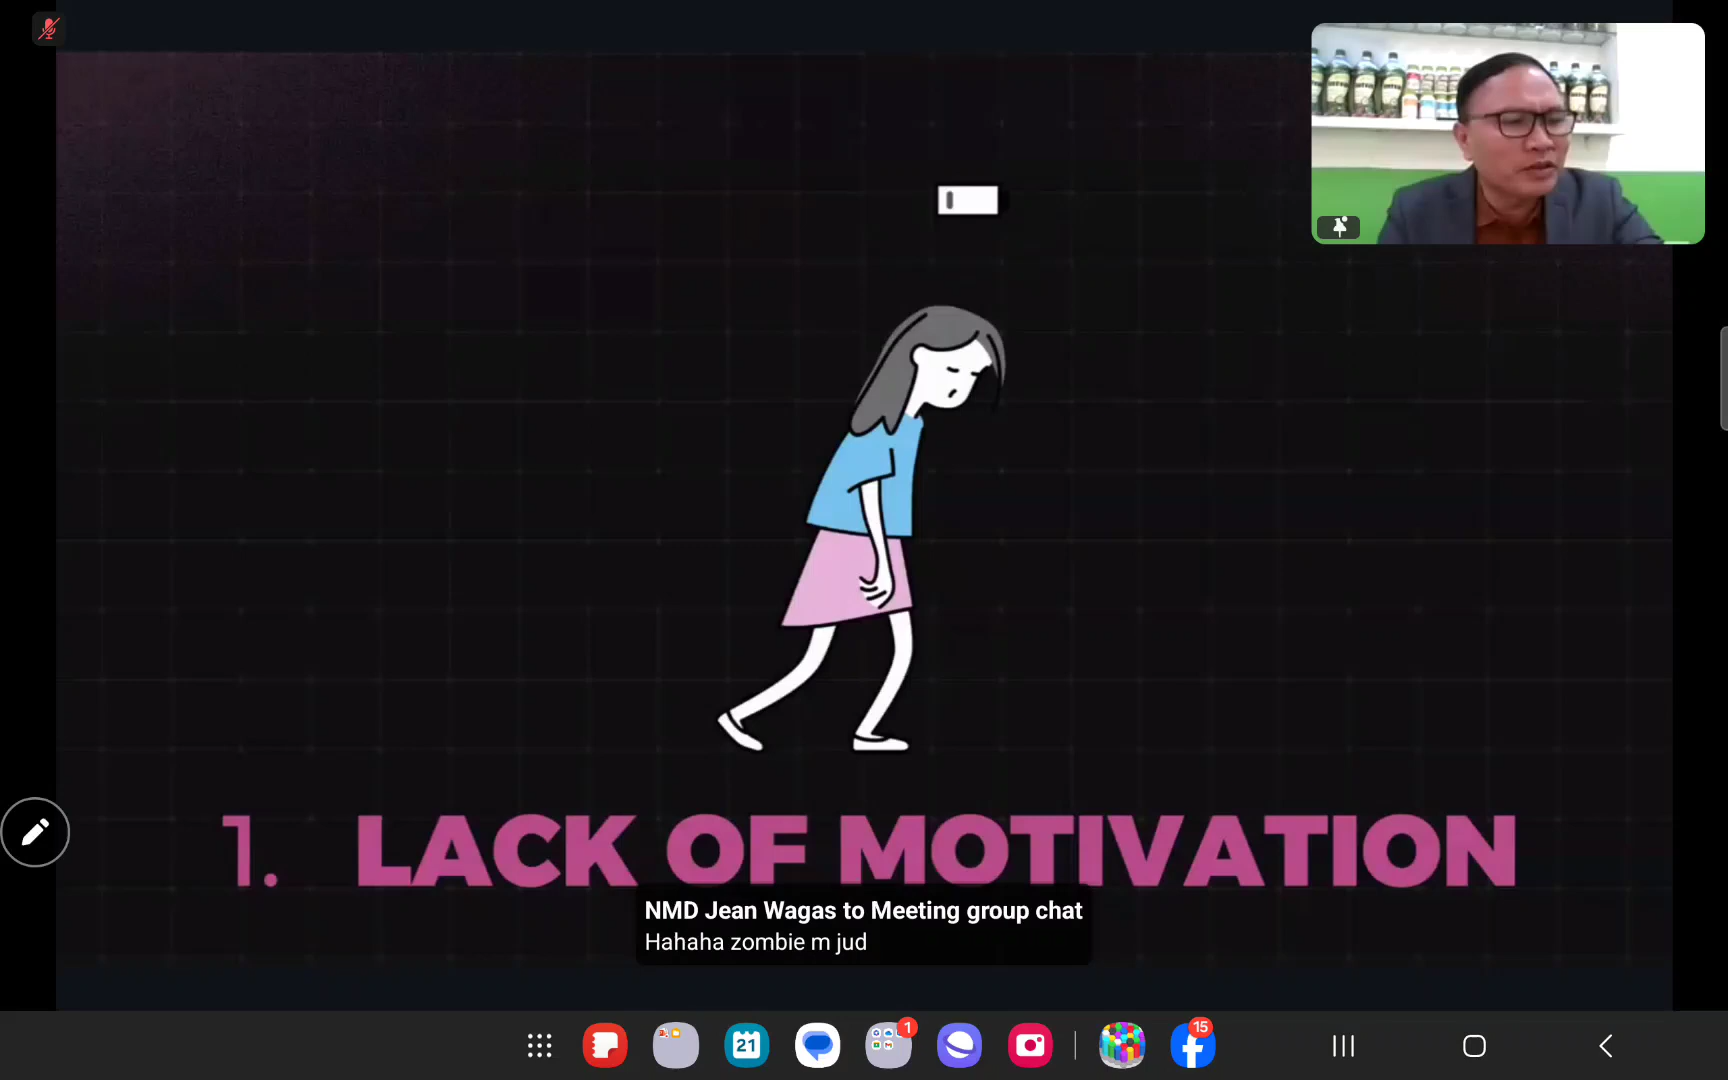 1. LACK OF MOTIVATION
NMD Jean Wagas to Meeting group chat
Hahaha zombie m jud
21
1
15